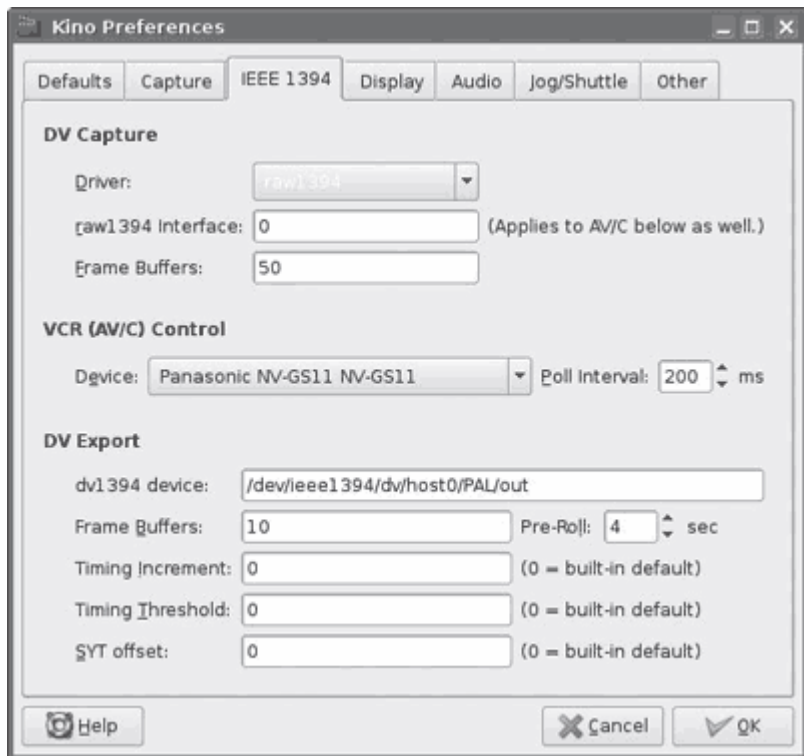 Kino Preferences
Defaults Capture IEEE 1394 Display Audio Jog/Shuttle Other
DV Capture
Driver: raw1394
raw1394 Interface: 0 (Applies to AV/C below as well.)
Frame Buffers: 50
VCR (AV/C) Control
Device: Panasonic NV-GS11 NV-GS11 Poll Interval: 200 ms
DV Export
dv1394 device: /dev/ieee1394/dv/host0/PAL/out
Frame Buffers: 10 Pre-Roll: 4 sec
Timing Increment: 0 (0 = built-in default)
Timing Threshold: 0 (0 = built-in default)
SYT offset: 0 (0 = built-in default)
Help Cancel OK